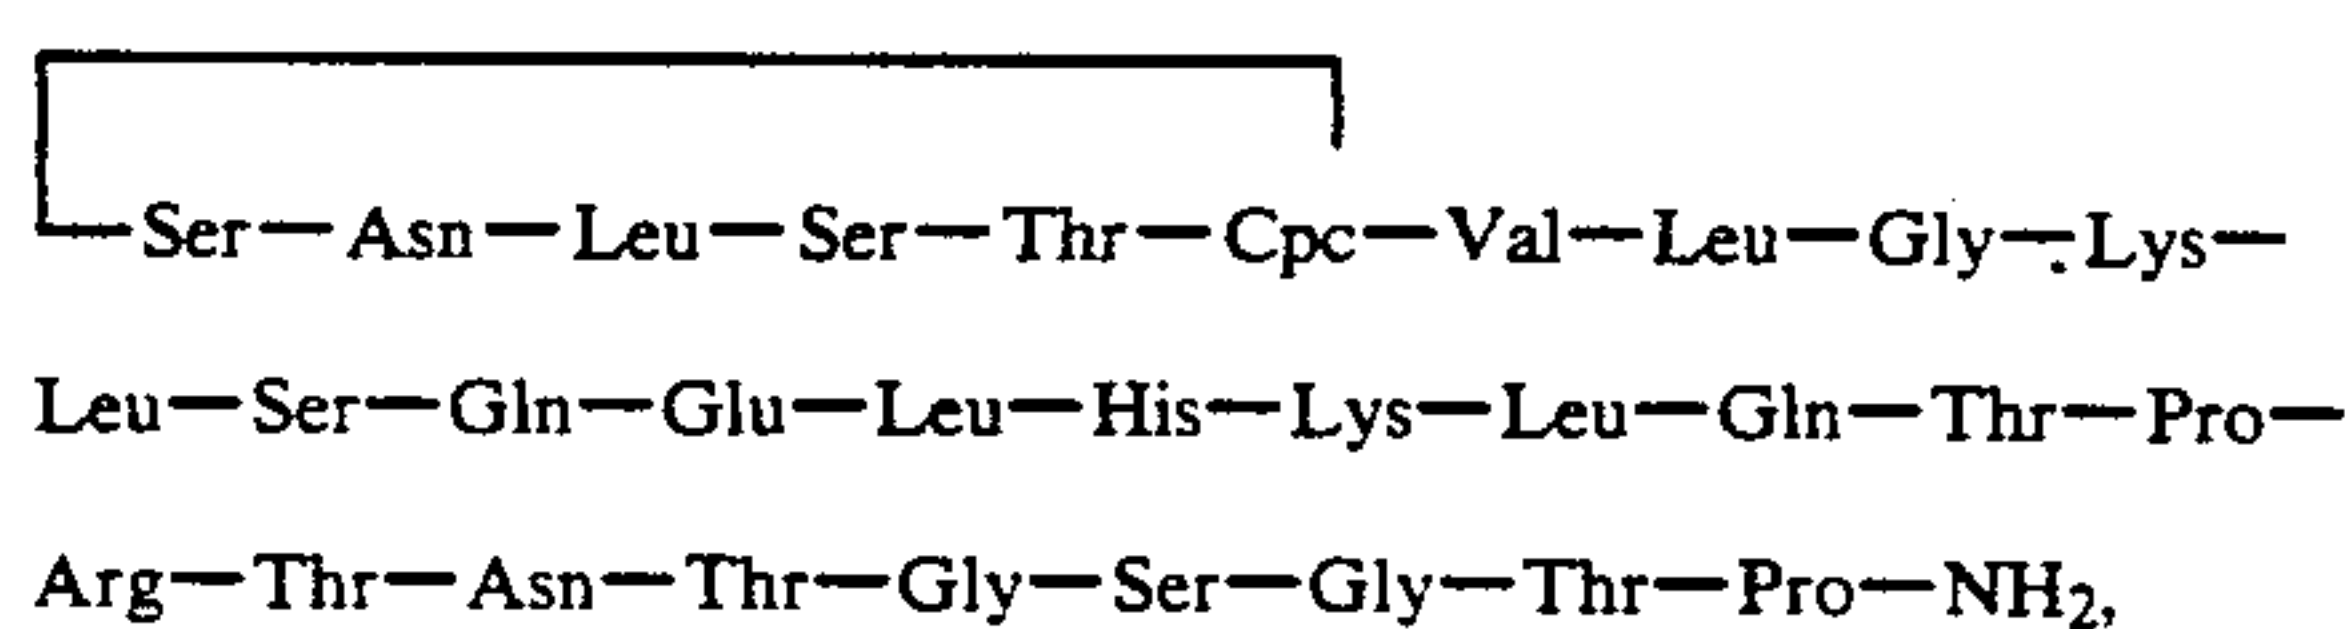 Ser—Asn—Leu—Ser—Thr—Cpc—Val—Leu—Gly—Lys—
Leu—Ser—Gln—Glu—Leu—His—Lys—Leu—Gln—Thr—Pro—
Arg—Thr—Asn—Thr—Gly—Ser—Gly—Thr—Pro—NH₂,